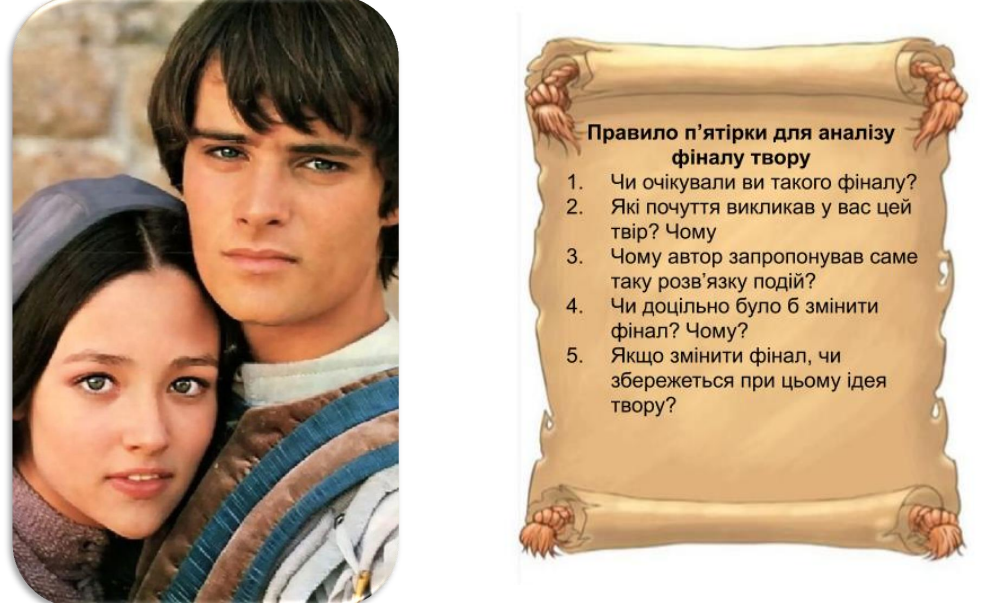 Правило п’ятірки для аналізу
фіналу твору
1. Чи очікували ви такого фіналу?
2. Які почуття викликав у вас цей
твір? Чому
3. Чому автор запропонував саме
таку розв’язку подій?
4. Чи доцільно було б змінити
фінал? Чому?
5. Якщо змінити фінал, чи
збережеться при цьому ідея
твору?